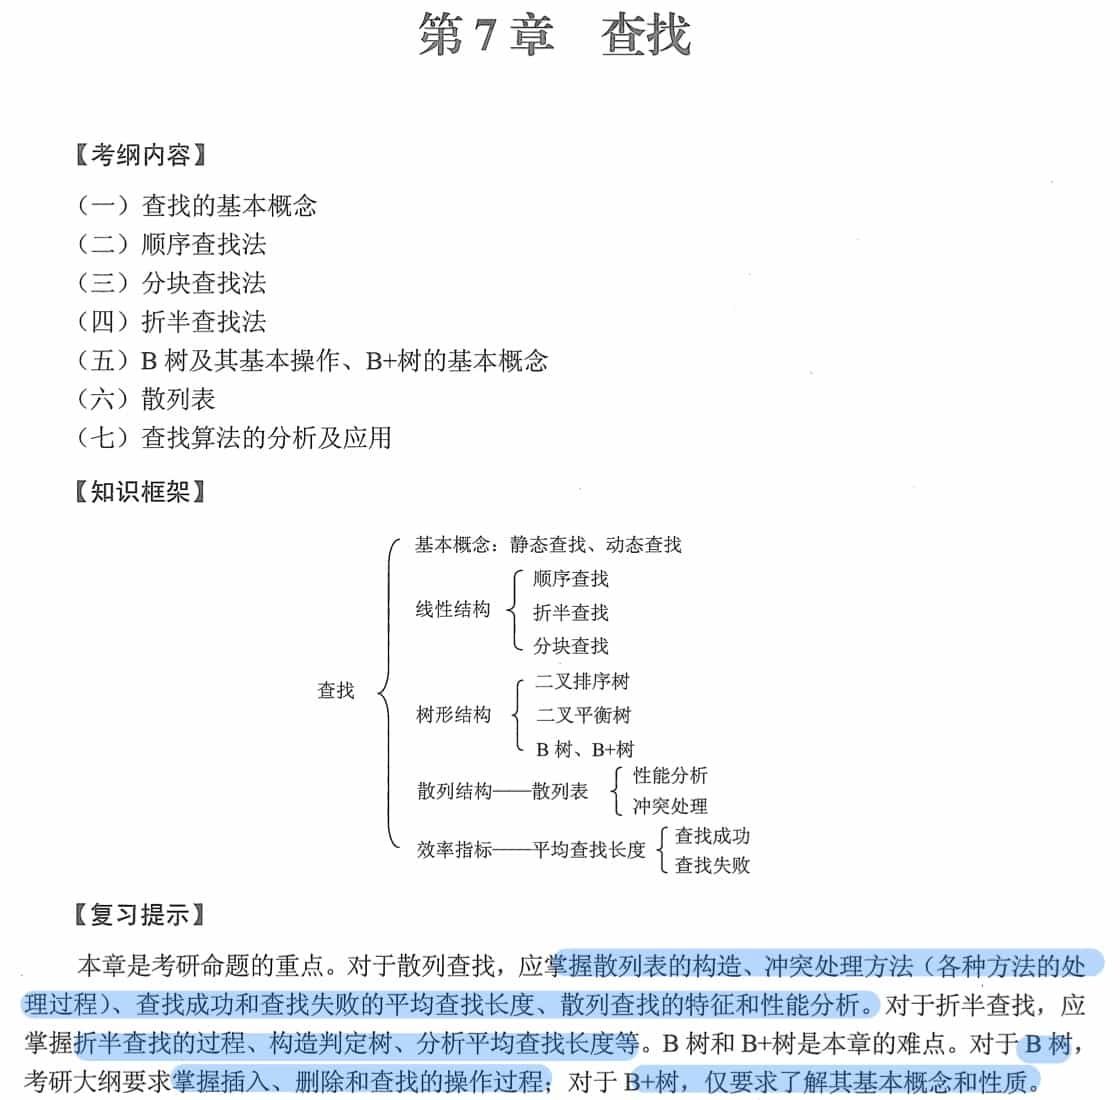 第 7 章 查找
【考纲内容】
（一）查找的基本概念
（二）顺序查找法
（三）分块查找法
（四）折半查找法
（五）B 树及其基本操作、B+树的基本概念
（六）散列表
（七）查找算法的分析及应用
【知识框架】
查找
基本概念：静态查找、动态查找
线性结构
顺序查找
折半查找
分块查找
树形结构
二叉排序树
二叉平衡树
B 树、B+树
散列结构——散列表
性能分析
冲突处理
效率指标——平均查找长度
查找成功
查找失败
【复习提示】
本章是考研命题的重点。对于散列查找，应掌握散列表的构造、冲突处理方法（各种方法的处
理过程）、查找成功和查找失败的平均查找长度、散列查找的特征和性能分析。对于折半查找，应
掌握折半查找的过程、构造判定树、分析平均查找长度等。B 树和 B+树是本章的难点。对于 B 树，
考研大纲要求掌握插入、删除和查找的操作过程；对于 B+树，仅要求了解其基本概念和性质。